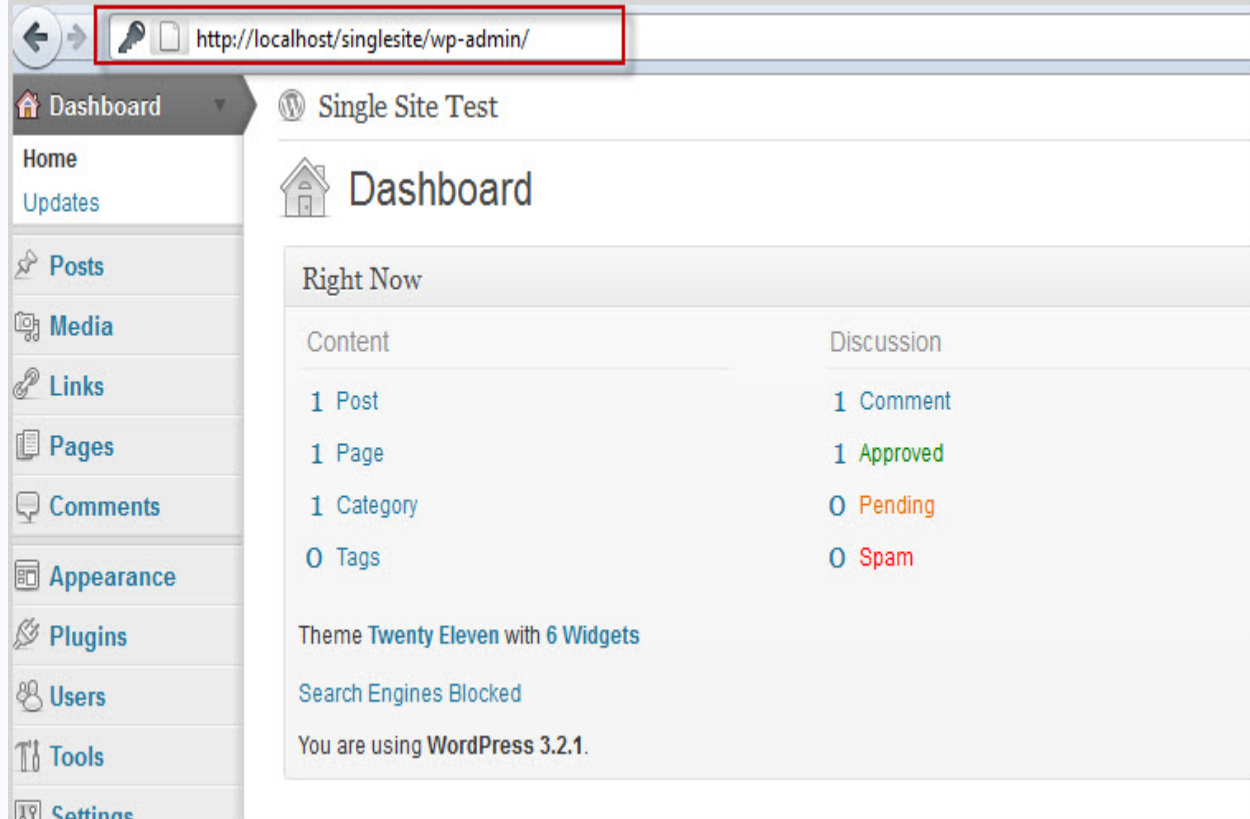 http://localhost/singlesite/wp-admin/
Dashboard
Home
Updates
Posts
Media
Links
Pages
Comments
Appearance
Plugins
Users
Tools
Settings
Single Site Test
Dashboard
Right Now
Content
1 Post
1 Page
1 Category
0 Tags
Discussion
1 Comment
1 Approved
0 Pending
0 Spam
Theme Twenty Eleven with 6 Widgets
Search Engines Blocked
You are using WordPress 3.2.1.